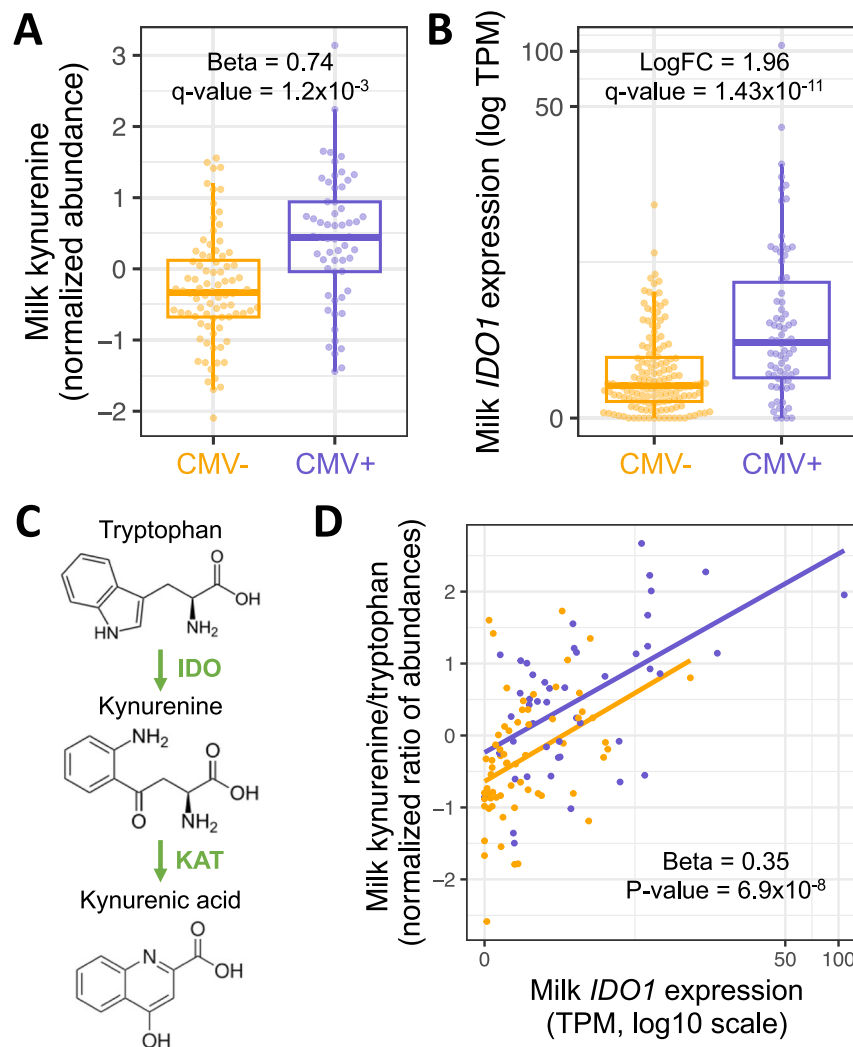 A
Milk kynurenine
(normalized abundance)
3
2
1
0
−1
−2
Beta = 0.74
q-value = 1.2x10-3
CMV-
CMV+
B
Milk IDO1 expression (log TPM)
100
50
0
LogFC = 1.96
q-value = 1.43x10-11
CMV-
CMV+
C
Tryptophan
O
OH
HN
NH2
IDO
Kynurenine
NH2
O
OH
O
NH2
KAT
Kynurenic acid
O
N
OH
OH
D
Milk kynurenine/tryptophan
(normalized ratio of abundances)
2
1
0
−1
−2
Beta = 0.35
P-value = 6.9x10-8
0
50
100
Milk IDO1 expression
(TPM, log10 scale)